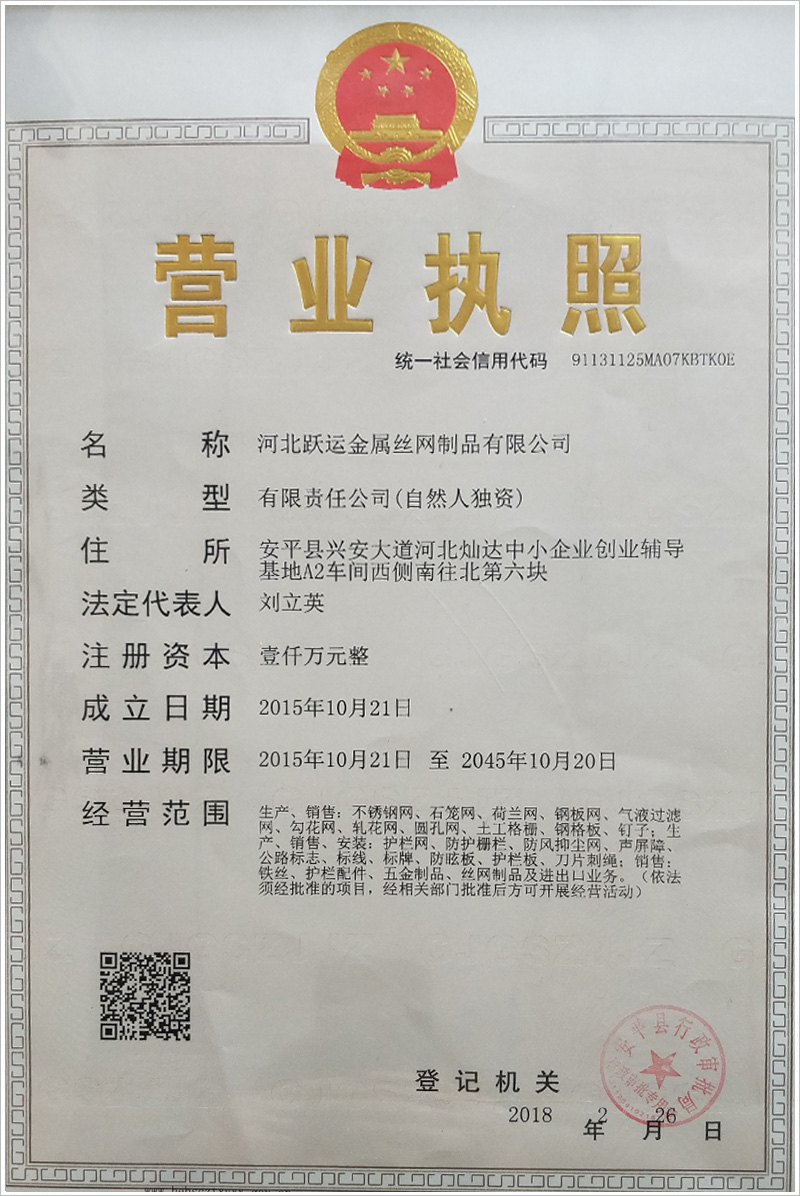 营业执照
统一社会信用代码 91131125MA07KBTK0E
名称 河北跃运金属丝网制品有限公司
类型 有限责任公司(自然人独资)
住所 安平县兴安大道河北灿达中小企业创业辅导
基地A2车间西侧南往北第六块
法定代表人 刘立英
注册资本 壹仟万元整
成立日期 2015年10月21日
营业期限 2015年10月21日 至 2045年10月20日
经营范围 生产、销售：不锈钢网、石笼网、荷兰网、钢板网、气液过滤
网、勾花网、轧花网、圆孔网、土工格栅、钢格板、钉子；生
产、销售、安装：护栏网、防护栅栏、防风抑尘网、声屏障、
公路标志、标线、标牌、防眩板、护栏板、刀片刺绳；销售：
铁丝、护栏配件、五金制品、丝网制品及进出口业务。（依法
须经批准的项目，经相关部门批准后方可开展经营活动）
安平县行政审批局
登记机关
2018年2月26日